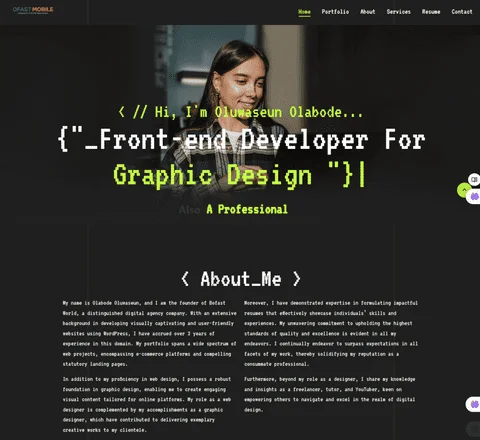 OFAST MOBILE
Home Portfolio About Services Resume Contact
< // Hi, I'm Oluwaseun Olabode...
{"_Front-end Developer For
Graphic Design "}|
Also A Professional
< About_Me >
My name is Olabode Oluwaseun, and I am the founder of Bofast
World, a distinguished digital agency company. With an extensive
background in developing visually captivating and user-friendly
websites using WordPress, I have accrued over 3 years of
experience in this domain. My portfolio spans a wide spectrum of
web projects, encompassing e-commerce platforms and compelling
statutory landing pages.
In addition to my proficiency in web design, I possess a robust
foundation in graphic design, enabling me to create engaging
visual content tailored for online platforms. My role as a web
designer is complemented by my accomplishments as a graphic
designer, which have contributed to delivering exemplary
creative works to my clientele.
Moreover, I have demonstrated expertise in formulating impactful
resumes that effectively showcase individuals' skills and
experiences. My unwavering commitment to upholding the highest
standards of quality and excellence is evident in all my
endeavors. I continually endeavor to surpass expectations in all
facets of my work, thereby solidifying my reputation as a
consummate professional.
Furthermore, beyond my role as a designer, I share my knowledge
and insights as a freelancer, tutor, and YouTube, keen on
empowering others to navigate and excel in the realm of digital
design.